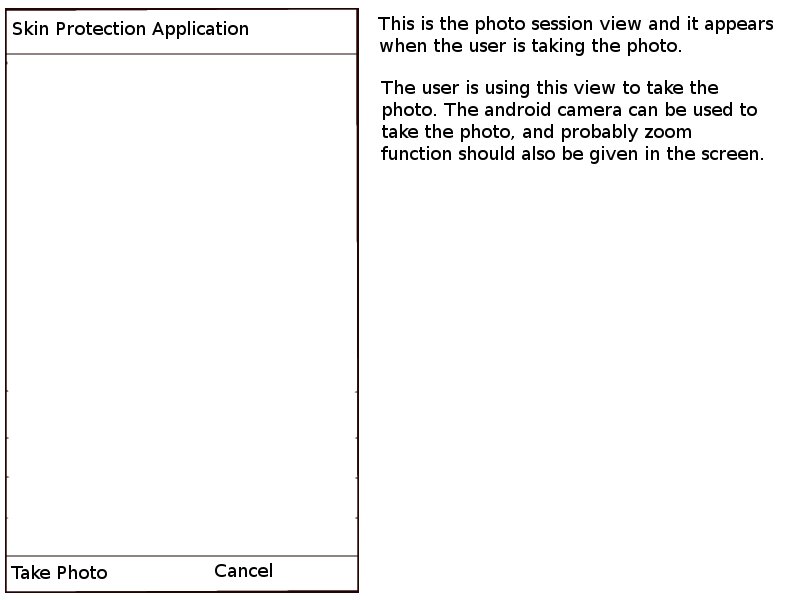 Skin Protection Application
This is the photo session view and it appears
when the user is taking the photo.
The user is using this view to take the
photo. The android camera can be used to
take the photo, and probably zoom
function should also be given in the screen.
Take Photo
Cancel